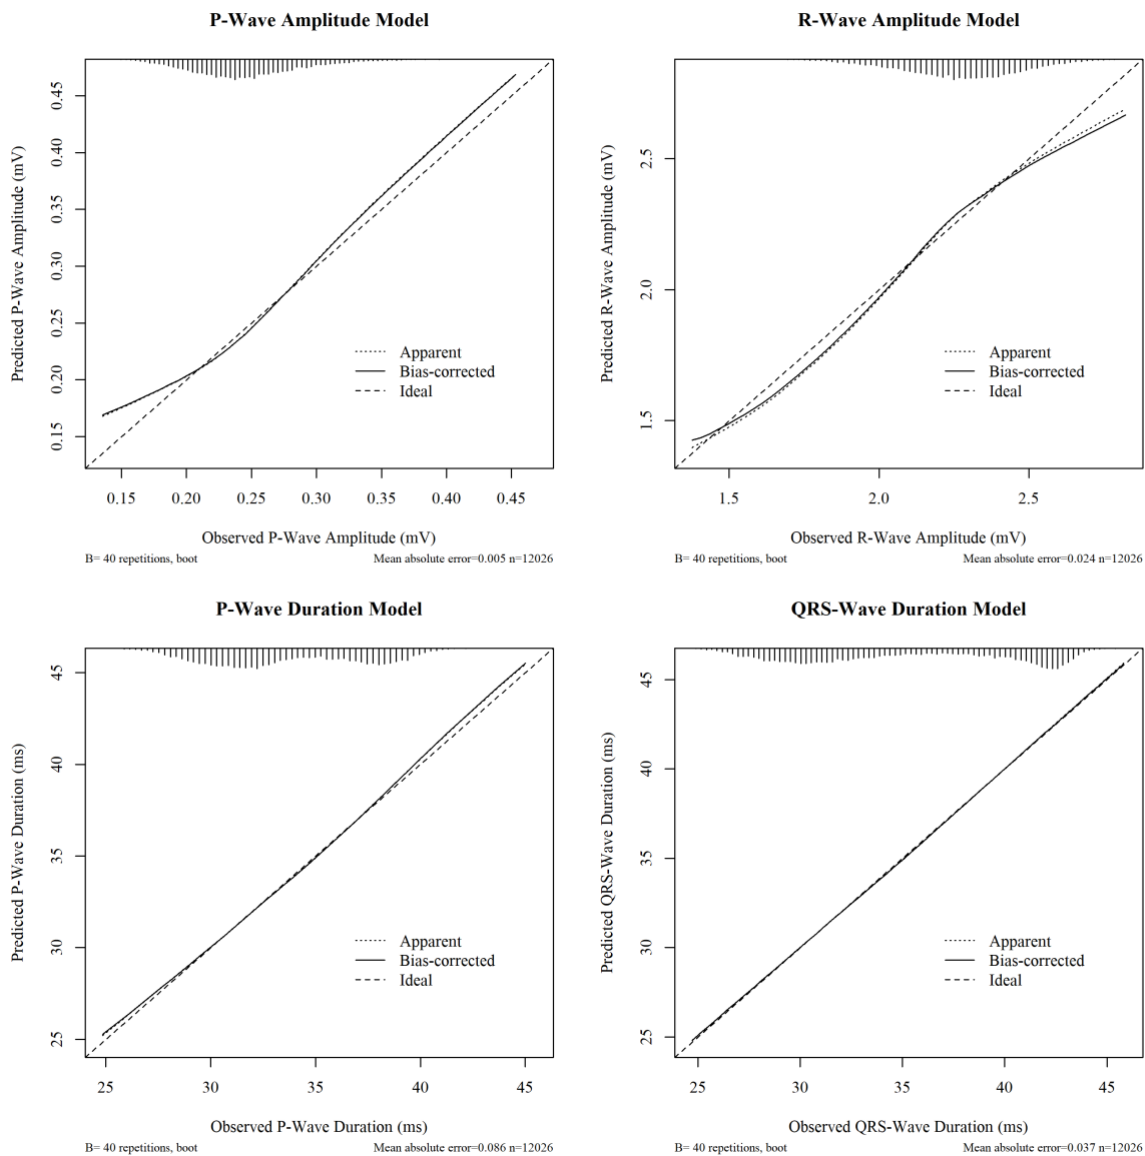 P-Wave Amplitude Model
Predicted P-Wave Amplitude (mV)
0.45
0.40
0.35
0.30
0.25
0.20
0.15
Apparent
Bias-corrected
Ideal
0.15 0.20 0.25 0.30 0.35 0.40 0.45
Observed P-Wave Amplitude (mV)
B= 40 repetitions, boot Mean absolute error=0.005 n=12026
R-Wave Amplitude Model
Predicted R-Wave Amplitude (mV)
2.5
2.0
1.5
Apparent
Bias-corrected
Ideal
1.5 2.0 2.5
Observed R-Wave Amplitude (mV)
B= 40 repetitions, boot Mean absolute error=0.024 n=12026
P-Wave Duration Model
Predicted P-Wave Duration (ms)
45
40
35
30
25
Apparent
Bias-corrected
Ideal
25 30 35 40 45
Observed P-Wave Duration (ms)
B= 40 repetitions, boot Mean absolute error=0.086 n=12026
QRS-Wave Duration Model
Predicted QRS-Wave Duration (ms)
45
40
35
30
25
Apparent
Bias-corrected
Ideal
25 30 35 40 45
Observed QRS-Wave Duration (ms)
B= 40 repetitions, boot Mean absolute error=0.037 n=12026